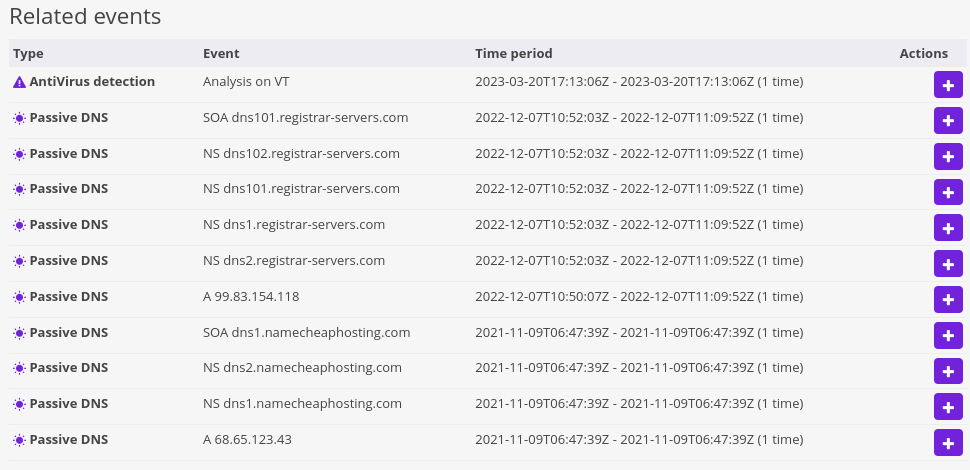 Related events
Type Event Time period Actions
AntiVirus detection Analysis on VT 2023-03-20T17:13:06Z - 2023-03-20T17:13:06Z (1 time)
Passive DNS SOA dns101.registrar-servers.com 2022-12-07T10:52:03Z - 2022-12-07T11:09:52Z (1 time)
Passive DNS NS dns102.registrar-servers.com 2022-12-07T10:52:03Z - 2022-12-07T11:09:52Z (1 time)
Passive DNS NS dns101.registrar-servers.com 2022-12-07T10:52:03Z - 2022-12-07T11:09:52Z (1 time)
Passive DNS NS dns1.registrar-servers.com 2022-12-07T10:52:03Z - 2022-12-07T11:09:52Z (1 time)
Passive DNS NS dns2.registrar-servers.com 2022-12-07T10:52:03Z - 2022-12-07T11:09:52Z (1 time)
Passive DNS A 99.83.154.118 2022-12-07T10:50:07Z - 2022-12-07T11:09:52Z (1 time)
Passive DNS SOA dns1.namecheaphosting.com 2021-11-09T06:47:39Z - 2021-11-09T06:47:39Z (1 time)
Passive DNS NS dns2.namecheaphosting.com 2021-11-09T06:47:39Z - 2021-11-09T06:47:39Z (1 time)
Passive DNS NS dns1.namecheaphosting.com 2021-11-09T06:47:39Z - 2021-11-09T06:47:39Z (1 time)
Passive DNS A 68.65.123.43 2021-11-09T06:47:39Z - 2021-11-09T06:47:39Z (1 time)